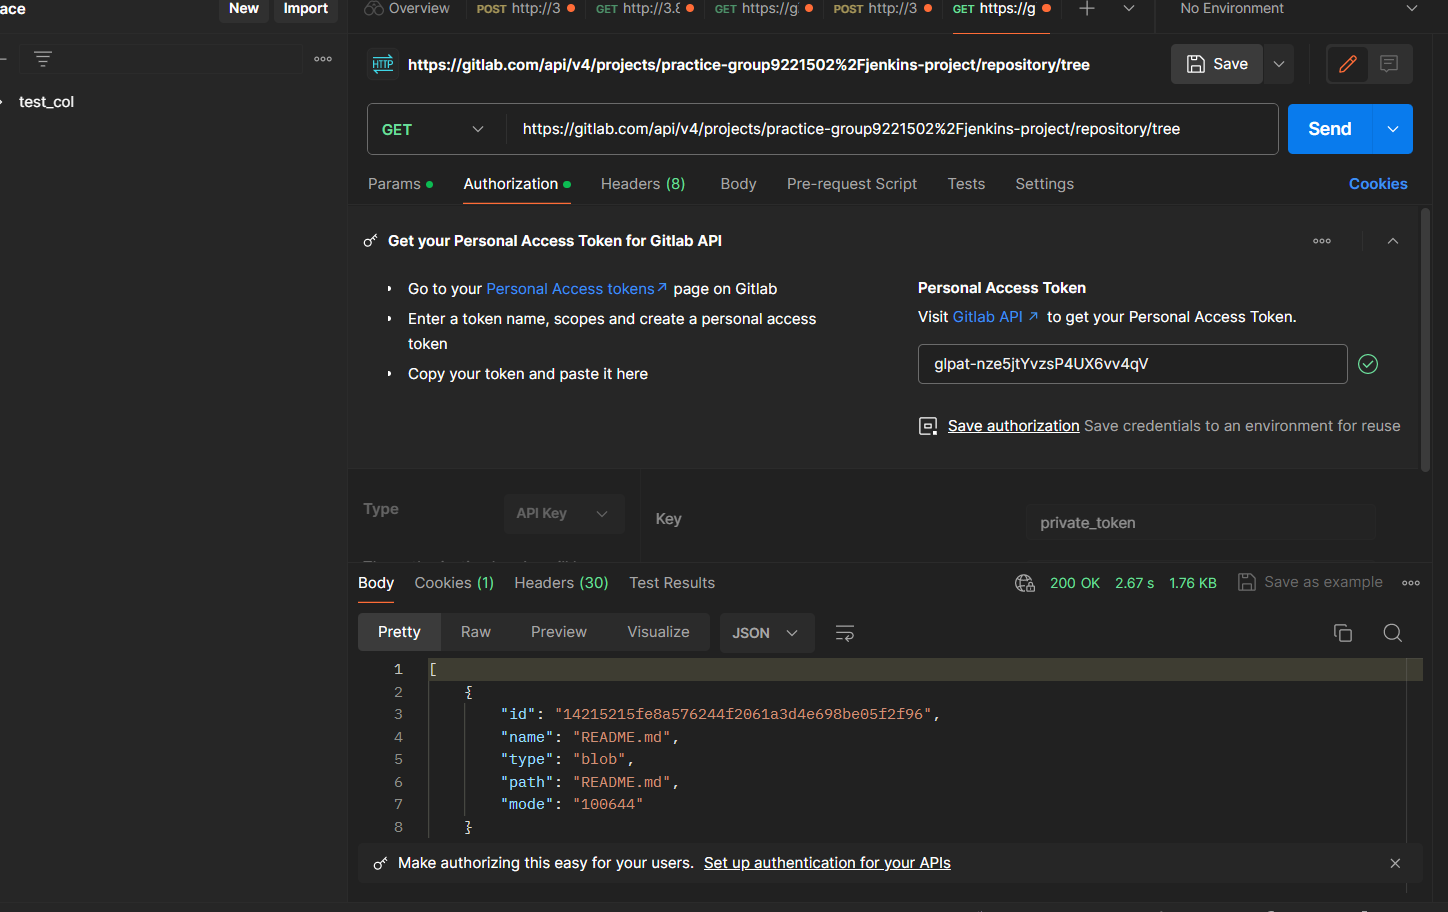 ace
New Import
Overview POST http://3 GET http://3.8 GET https://gl POST http://3 GET https://g No Environment
HTTP https://gitlab.com/api/v4/projects/practice-group9221502%2Fjenkins-project/repository/tree Save
test_col
GET https://gitlab.com/api/v4/projects/practice-group9221502%2Fjenkins-project/repository/tree Send
Params Authorization Headers (8) Body Pre-request Script Tests Settings Cookies
Get your Personal Access Token for Gitlab API
Go to your Personal Access tokens page on Gitlab
Enter a token name, scopes and create a personal access
token
Copy your token and paste it here
Personal Access Token
Visit Gitlab API to get your Personal Access Token.
glpat-nze5jtYvzsP4UX6vv4qV
Save authorization Save credentials to an environment for reuse
Type API Key Key private_token
Body Cookies (1) Headers (30) Test Results 200 OK 2.67 s 1.76 KB Save as example
Pretty Raw Preview Visualize JSON
1 [
2 {
3 "id": "14215215fe8a576244f2061a3d4e698be05f2f96",
4 "name": "README.md",
5 "type": "blob",
6 "path": "README.md",
7 "mode": "100644"
8 }
Make authorizing this easy for your users. Set up authentication for your APIs